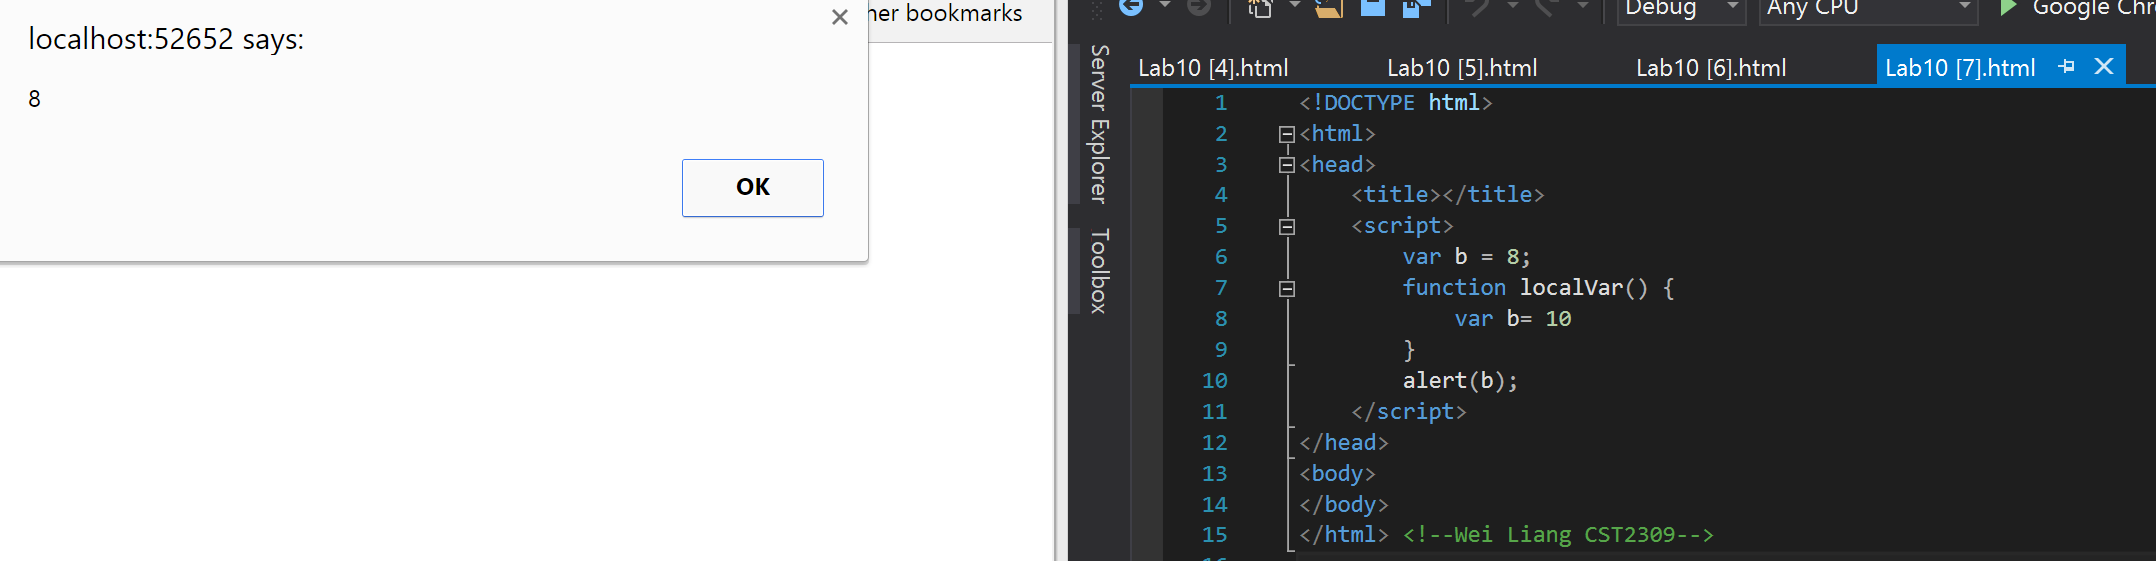 her bookmarks
localhost:52652 says:
8
OK
Debug
Any CPU
Google Chr
Server Explorer
Toolbox
Lab10 [4].html
Lab10 [5].html
Lab10 [6].html
Lab10 [7].html
1 <!DOCTYPE html>
2 <html>
3 <head>
4 <title></title>
5 <script>
6 var b = 8;
7 function localVar() {
8 var b= 10
9 }
10 alert(b);
11 </script>
12 </head>
13 <body>
14 </body>
15 </html> <!--Wei Liang CST2309-->
16